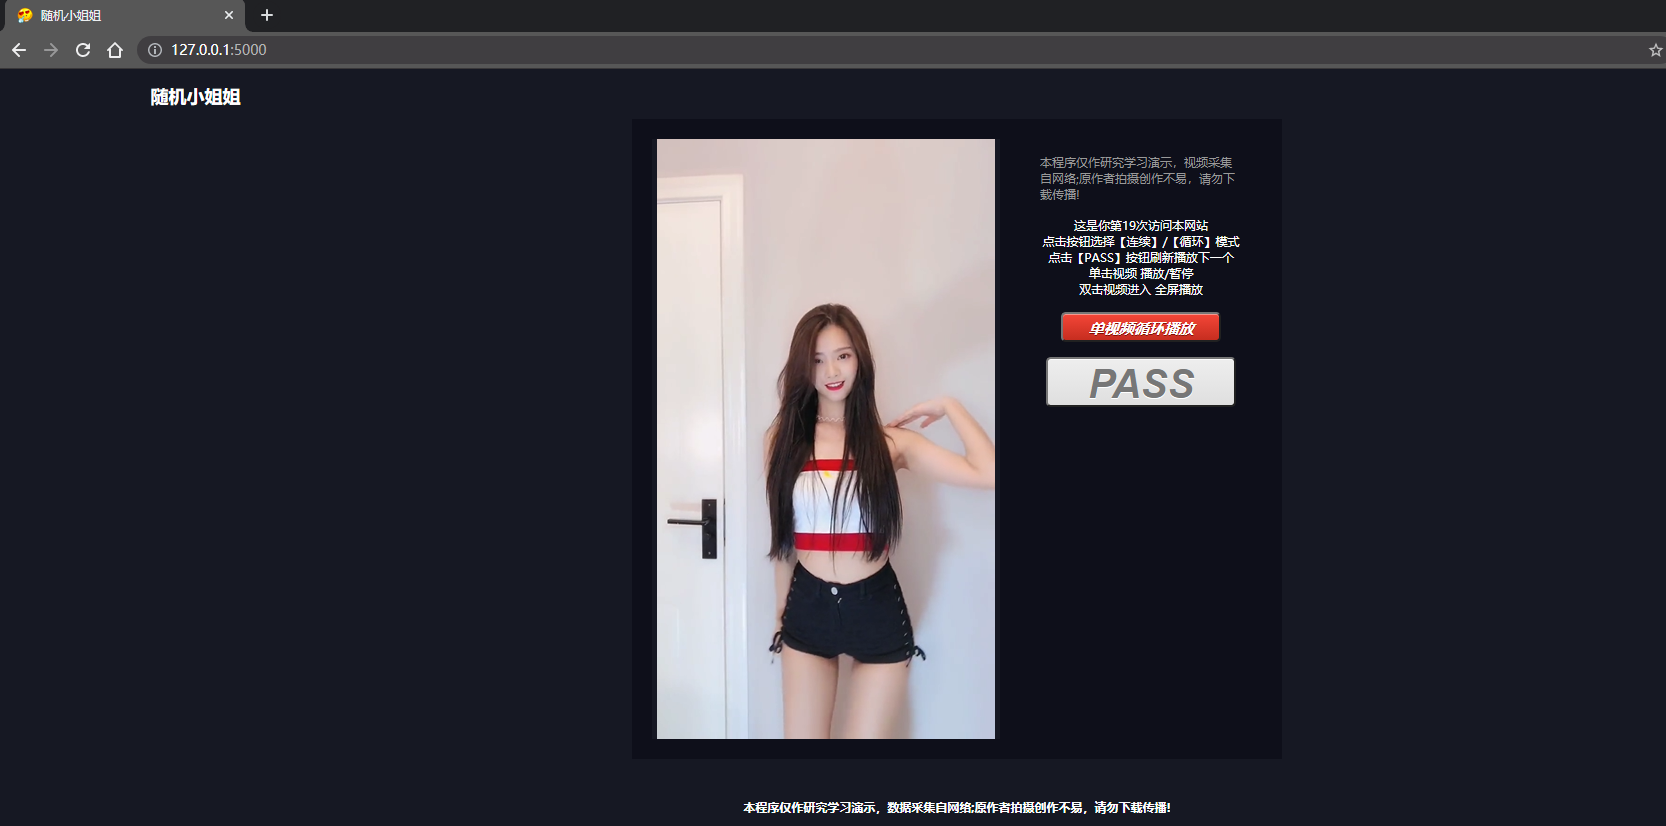 随机小姐姐
127.0.0.1:5000
随机小姐姐
本程序仅作研究学习演示，视频采集
自网络;原作者拍摄创作不易，请勿下
载传播!
这是你第19次访问本网站
点击按钮选择【连续】/【循环】模式
点击【PASS】按钮刷新播放下一个
单击视频 播放/暂停
双击视频进入 全屏播放
单视频循环播放
PASS
本程序仅作研究学习演示，数据采集自网络;原作者拍摄创作不易，请勿下载传播!